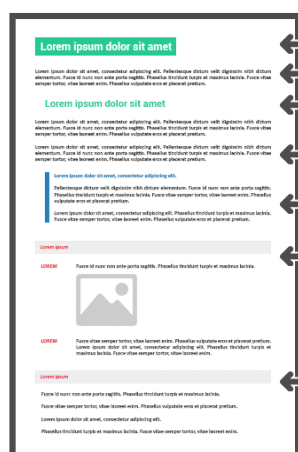 Lorem ipsum dolor sit amet
Lorem ipsum dolor sit amet, consectetur adipiscing elit. Pellentesque dictum velit dignissim nibh dictum
elementum. Fusce id nunc non ante porta sagittis. Phasellus tincidunt turpis et maximus lacinia. Fusce vitae
semper tortor, vitae laoreet enim. Phasellus vulputate eros et placerat pretium.
Lorem ipsum dolor sit amet
Lorem ipsum dolor sit amet, consectetur adipiscing elit. Pellentesque dictum velit dignissim nibh dictum
elementum. Fusce id nunc non ante porta sagittis. Phasellus tincidunt turpis et maximus lacinia. Fusce vitae
semper tortor, vitae laoreet enim. Phasellus vulputate eros et placerat pretium.
Lorem ipsum dolor sit amet, consectetur adipiscing elit. Pellentesque dictum velit dignissim nibh dictum
elementum. Fusce id nunc non ante porta sagittis. Phasellus tincidunt turpis et maximus lacinia. Fusce vitae
semper tortor, vitae laoreet enim. Phasellus vulputate eros et placerat pretium.
Lorem ipsum dolor sit amet, consectetur adipiscing elit.
Pellentesque dictum velit dignissim nibh dictum elementum. Fusce id nunc non ante porta sagittis.
Phasellus tincidunt turpis et maximus lacinia. Fusce vitae semper tortor, vitae laoreet enim. Phasellus
vulputate eros et placerat pretium.
Lorem ipsum dolor sit amet, consectetur adipiscing elit. Phasellus tincidunt turpis et maximus lacinia.
Fusce vitae semper tortor, vitae laoreet enim. Phasellus vulputate eros et placerat pretium.
Lorem ipsum
LOREM Fusce id nunc non ante porta sagittis. Phasellus tincidunt turpis et maximus lacinia.
LOREM Fusce vitae semper tortor, vitae laoreet enim. Phasellus vulputate eros et placerat pretium.
Lorem ipsum dolor sit amet, consectetur adipiscing elit. Phasellus tincidunt turpis et
maximus lacinia. Fusce vitae semper tortor, vitae laoreet enim.
Lorem ipsum
Fusce id nunc non ante porta sagittis. Phasellus tincidunt turpis et maximus lacinia.
Fusce vitae semper tortor, vitae laoreet enim. Phasellus vulputate eros et placerat pretium.
Lorem ipsum dolor sit amet, consectetur adipiscing elit.
Phasellus tincidunt turpis et maximus lacinia. Fusce vitae semper tortor, vitae laoreet enim.